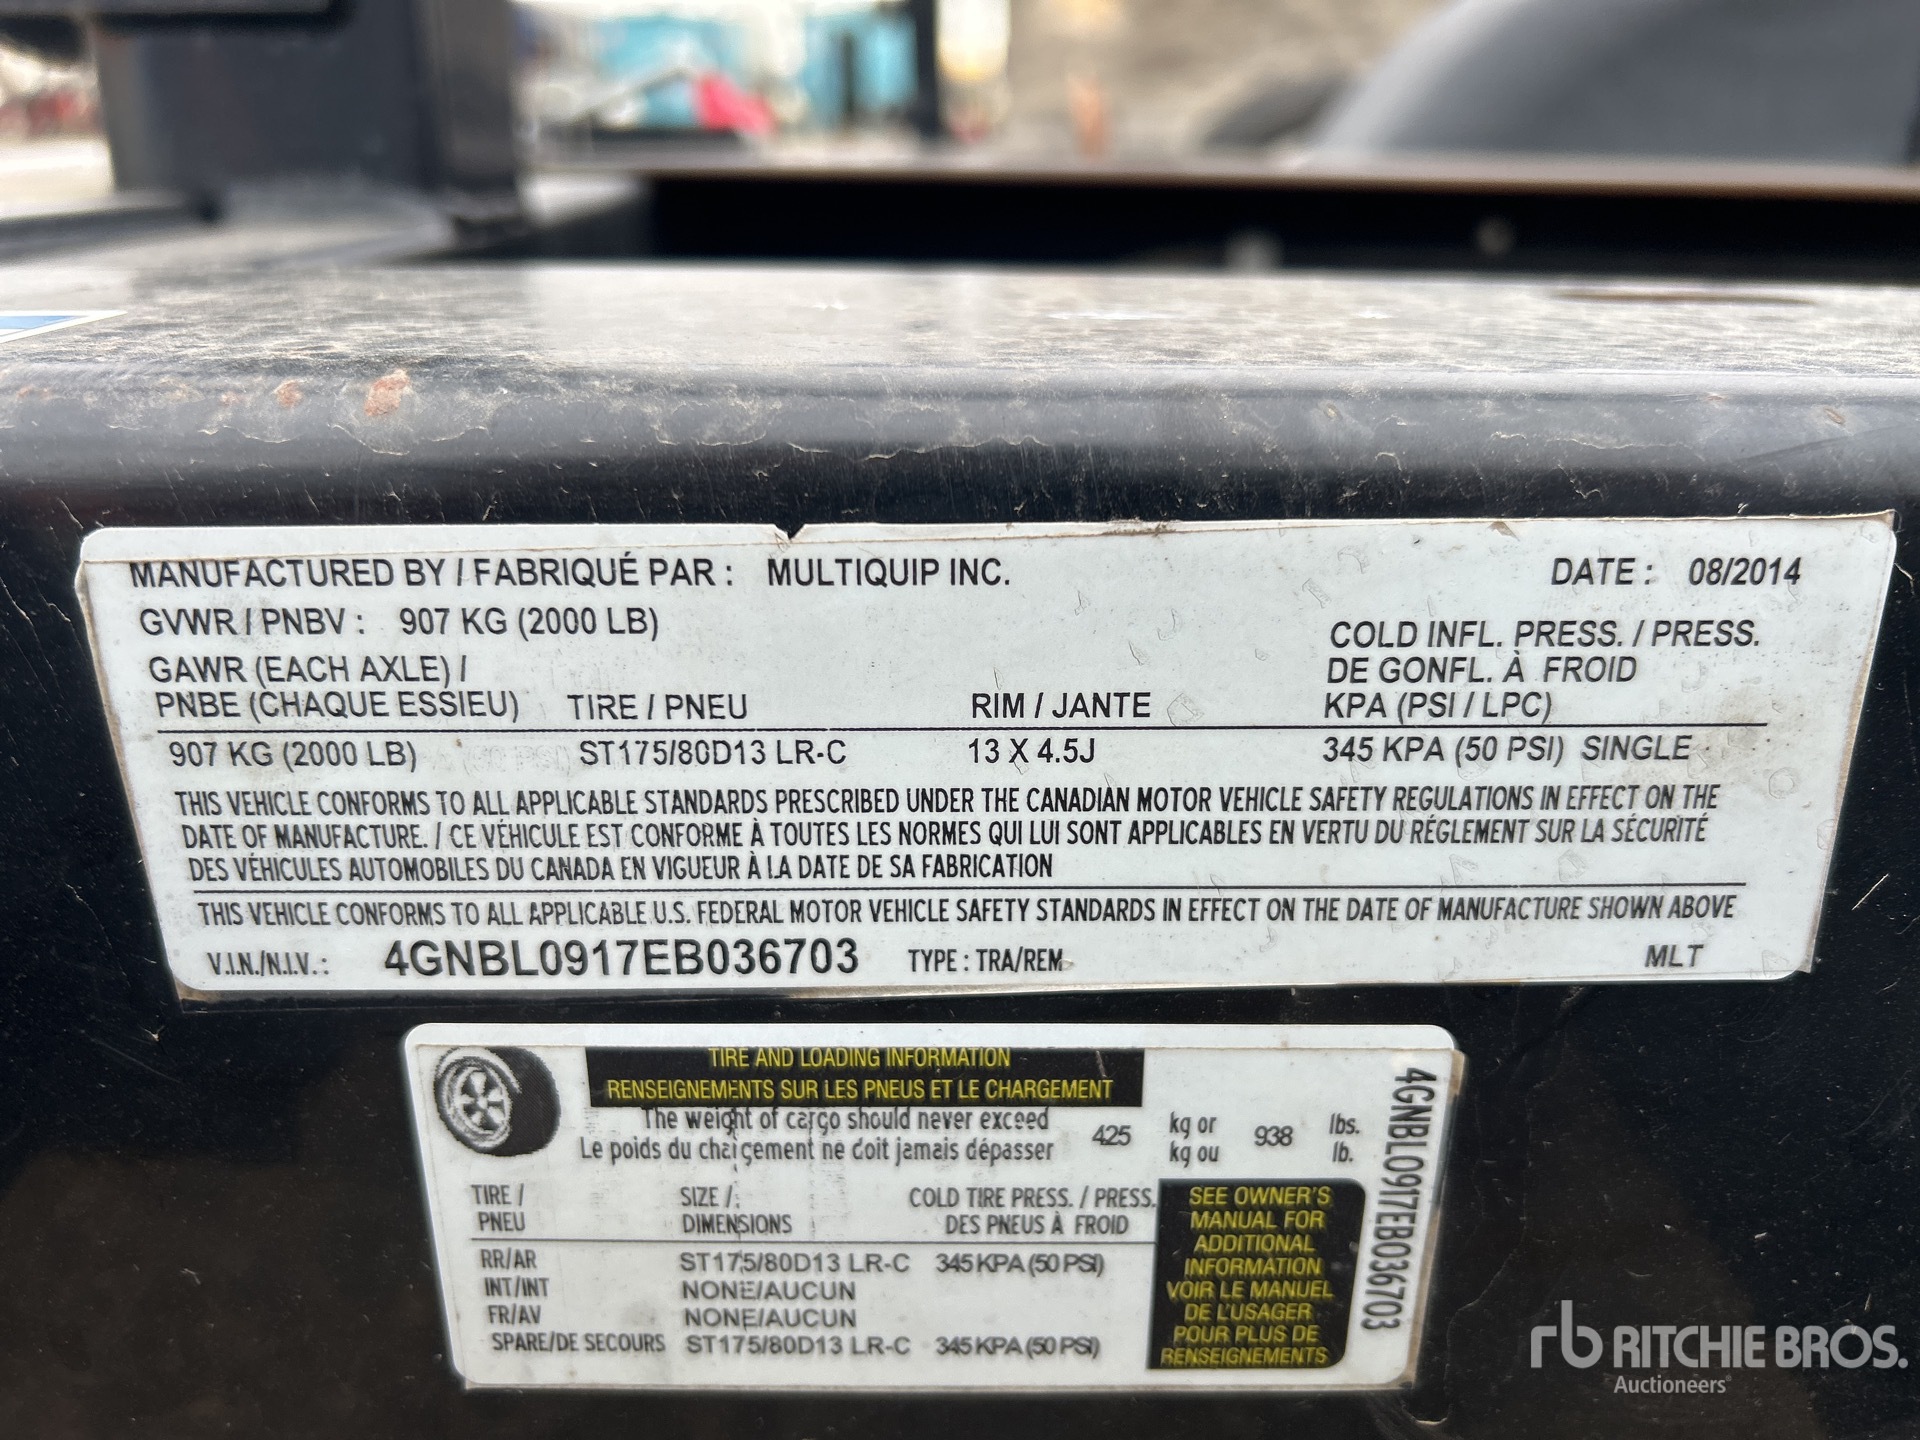 MANUFACTURED BY / FABRIQUÉ PAR : MULTIQUIP INC. DATE : 08/2014
GVWR / PNBV : 907 KG (2000 LB)
GAWR (EACH AXLE) /
PNBE (CHAQUE ESSIEU) TIRE / PNEU RIM / JANTE
COLD INFL. PRESS. / PRESS.
DE GONFL. À FROID
KPA (PSI / LPC)
907 KG (2000 LB) ST175/80D13 LR-C 13 X 4.5J 345 KPA (50 PSI) SINGLE
THIS VEHICLE CONFORMS TO ALL APPLICABLE STANDARDS PRESCRIBED UNDER THE CANADIAN MOTOR VEHICLE SAFETY REGULATIONS IN EFFECT ON THE
DATE OF MANUFACTURE. / CE VÉHICULE EST CONFORME À TOUTES LES NORMES QUI LUI SONT APPLICABLES EN VERTU DU RÉGLEMENT SUR LA SÉCURITÉ
DES VÉHICULES AUTOMOBILES DU CANADA EN VIGUEUR À LA DATE DE SA FABRICATION
THIS VEHICLE CONFORMS TO ALL APPLICABLE U.S. FEDERAL MOTOR VEHICLE SAFETY STANDARDS IN EFFECT ON THE DATE OF MANUFACTURE SHOWN ABOVE
V.I.N./N.I.V.: 4GNBL0917EB036703 TYPE : TRA/REM MLT
TIRE AND LOADING INFORMATION
RENSEIGNEMENTS SUR LES PNEUS ET LE CHARGEMENT
The weight of cargo should never exceed
Le poids du chargement ne doit jamais dépasser
425 kg or 938 lbs.
kg ou lb.
TIRE / SIZE / COLD TIRE PRESS. / PRESS.
PNEU DIMENSIONS DES PNEUS À FROID
RR/AR ST175/80D13 LR-C 345 KPA (50 PSI)
INT/INT NONE/AUCUN
FR/AV NONE/AUCUN
SPARE/DE SECOURS ST175/80D13 LR-C 345 KPA (50 PSI)
SEE OWNER'S
MANUAL FOR
ADDITIONAL
INFORMATION
VOIR LE MANUEL
DE L'USAGER
POUR PLUS DE
RENSEIGNEMENTS
4GNBL0917EB036703
rb RITCHIE BROS.
Auctioneers